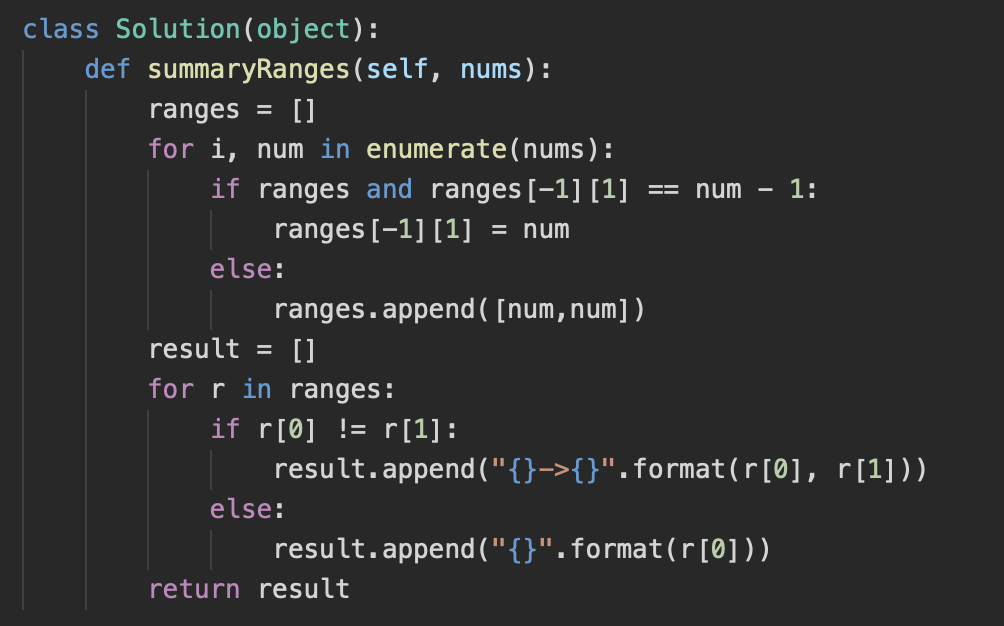 class Solution(object):
    def summaryRanges(self, nums):
        ranges = []
        for i, num in enumerate(nums):
            if ranges and ranges[-1][1] == num - 1:
                ranges[-1][1] = num
            else:
                ranges.append([num,num])
        result = []
        for r in ranges:
            if r[0] != r[1]:
                result.append("{}->{}".format(r[0], r[1]))
            else:
                result.append("{}".format(r[0]))
        return result